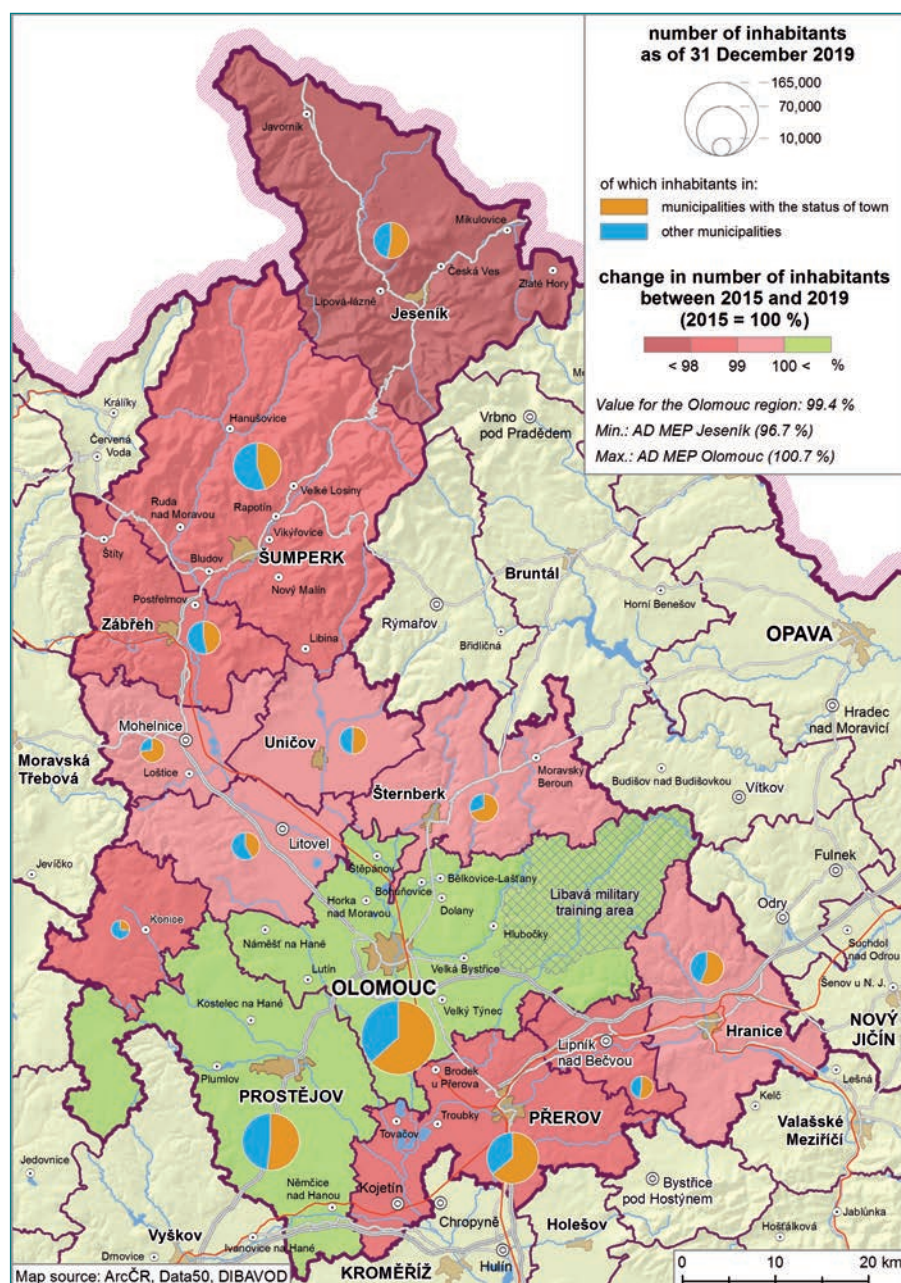 number of inhabitants
as of 31 December 2019
165,000
70,000
10,000
of which inhabitants in:
municipalities with the status of town
other municipalities
change in number of inhabitants
between 2015 and 2019
(2015 = 100 %)
< 98 99 100 < %
Value for the Olomouc region: 99.4 %
Min.: AD MEP Jeseník (96.7 %)
Max.: AD MEP Olomouc (100.7 %)
Javorník
Mikulovice
Česká Ves
Zlaté Hory
Lipová-lázně
Jeseník
Králíky
Červená
Voda
Hanušovice
Vrbno
pod Pradědem
Velké Losiny
Ruda
nad Moravou
Rapotín
Vikýřovice
Štíty
Bludov
ŠUMPERK
Nový Malín
Bruntál
Postřelmov
Horní Benešov
Rýmařov
Zábřeh
Libina
Břidličná
OPAVA
Mohelnice
Uničov
Hradec
nad Moravicí
Moravská
Třebová
Loštice
Moravský
Beroun
Budišov nad Budišovkou
Šternberk
Vítkov
Litovel
Jevíčko
Štěpánov
Bohuňovice
Bělkovice-Lašťany
Fulnek
Horka
nad Moravou
Dolany
Libavá military
training area
Odry
Konice
Náměšť na Hané
Hlubočky
Suchdol
nad Odrou
Lutín
Velká Bystřice
OLOMOUC
Šenov u N. J.
Kostelec na Hané
Velký Týnec
NOVÝ
JIČÍN
Hranice
Lipník
nad Bečvou
Plumlov
Brodek
u Přerova
Lešná
PROSTĚJOV
Kelč
Troubky
PŘEROV
Valašské
Meziříčí
Tovačov
Jedovnice
Němčice
nad Hanou
Kojetín
Bystřice
pod Hostýnem
Chropyně
Holešov
Jablůnka
Vyškov
Ivanovice na Hané
Hošťálková
Drnovice
Hulín
KROMĚŘÍŽ
0 10 20 km
Map source: ArcČR, Data50, DIBAVOD